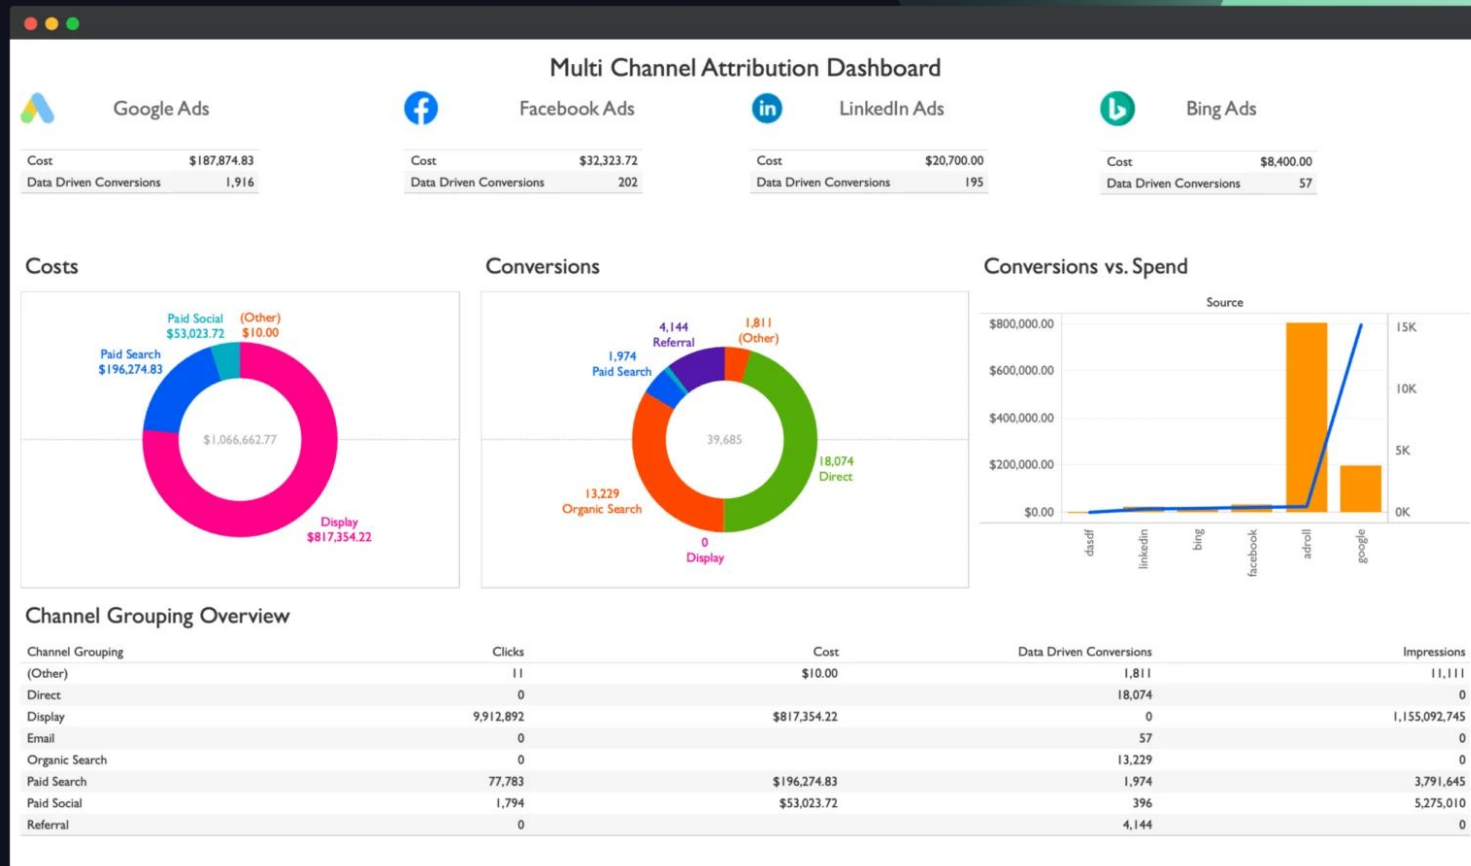 Multi Channel Attribution Dashboard
Google Ads
Facebook Ads
in LinkedIn Ads
Bing Ads
Cost $187,874.83
Data Driven Conversions 1,916
Cost $32,323.72
Data Driven Conversions 202
Cost $20,700.00
Data Driven Conversions 195
Cost $8,400.00
Data Driven Conversions 57
Costs
Paid Social
$53,023.72
(Other)
$10.00
Paid Search
$196,274.83
$1,066,662.77
Display
$817,354.22
Conversions
4,144
Referral
1,811
(Other)
1,974
Paid Search
39,685
18,074
Direct
13,229
Organic Search
0
Display
Conversions vs. Spend
Source
$800,000.00
$600,000.00
$400,000.00
$200,000.00
$0.00
15K
10K
5K
0K
dasdf
linkedin
bing
facebook
adroll
google
Channel Grouping Overview
Channel Grouping Clicks Cost Data Driven Conversions Impressions
(Other) 11 $10.00 1,811 11,111
Direct 0 18,074 0
Display 9,912,892 $817,354.22 0 1,155,092,745
Email 0 57 0
Organic Search 0 13,229 0
Paid Search 77,783 $196,274.83 1,974 3,791,645
Paid Social 1,794 $53,023.72 396 5,275,010
Referral 0 4,144 0